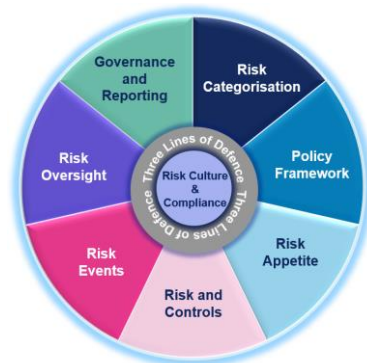 Governance
and
Reporting
Risk
Categorisation
Policy
Framework
Risk
Appetite
Risk and
Controls
Risk
Events
Risk
Oversight
Three Lines of Defence
Three Lines of Defence
Risk Culture
&
Compliance